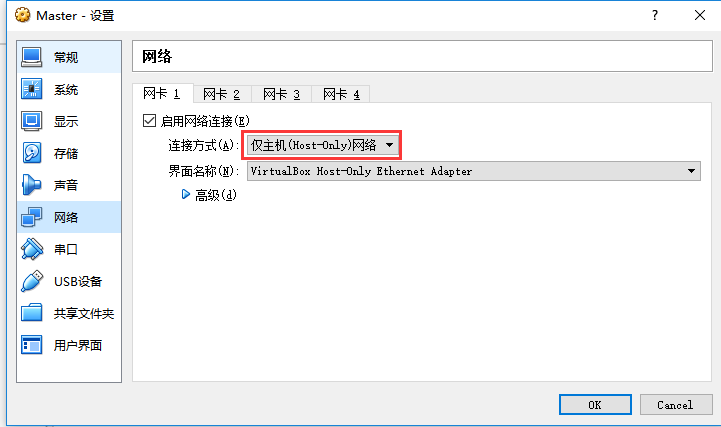 Master - 设置
?
常规
系统
显示
存储
声音
网络
串口
USB设备
共享文件夹
用户界面
网络
网卡 1 网卡 2 网卡 3 网卡 4
启用网络连接(E)
连接方式(A): 仅主机(Host-Only)网络
界面名称(N): VirtualBox Host-Only Ethernet Adapter
高级(d)
OK Cancel